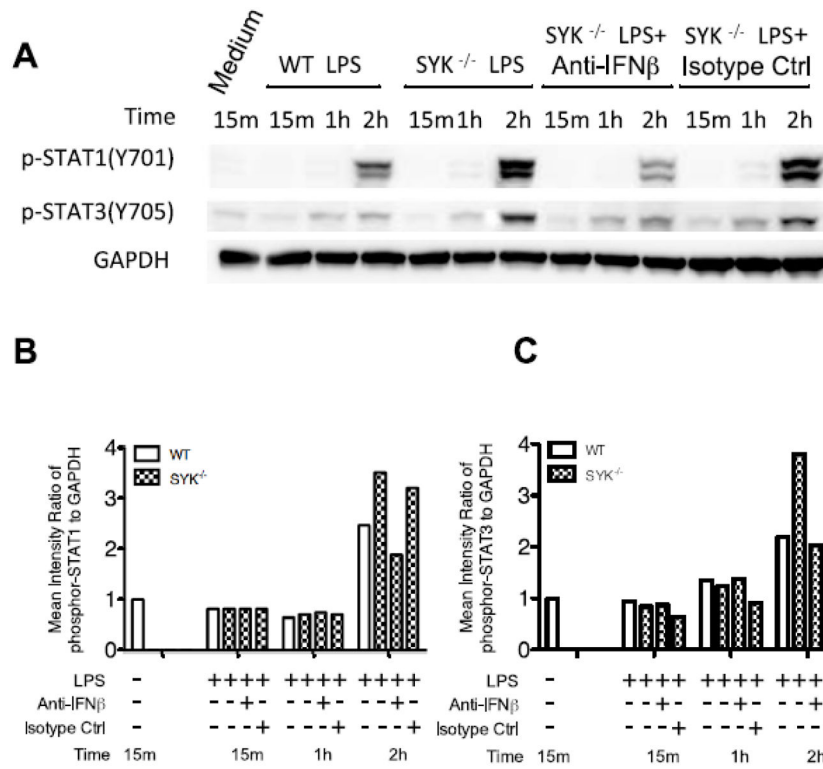 A
Medium
WT LPS
SYK -/- LPS
SYK -/- LPS+
Anti-IFNβ
SYK -/- LPS+
Isotype Ctrl
Time 15m 15m 1h 2h 15m 1h 2h 15m 1h 2h 15m 1h 2h
p-STAT1(Y701)
p-STAT3(Y705)
GAPDH
B
Mean Intensity Ratio of
phosphor-STAT1 to GAPDH
4
3
2
1
0
WT
SYK-/-
LPS - ++++ ++++ ++++
Anti-IFNβ - --+- --+- --+-
Isotype Ctrl - ---+ ---+ ---+
Time 15m 15m 1h 2h
C
Mean Intensity Ratio of
phosphor-STAT3 to GAPDH
4
3
2
1
0
WT
SYK-/-
LPS - ++++ ++++ +++
Anti-IFNβ - --+- --+- --+
Isotype Ctrl - ---+ ---+ ---
Time 15m 15m 1h 2h